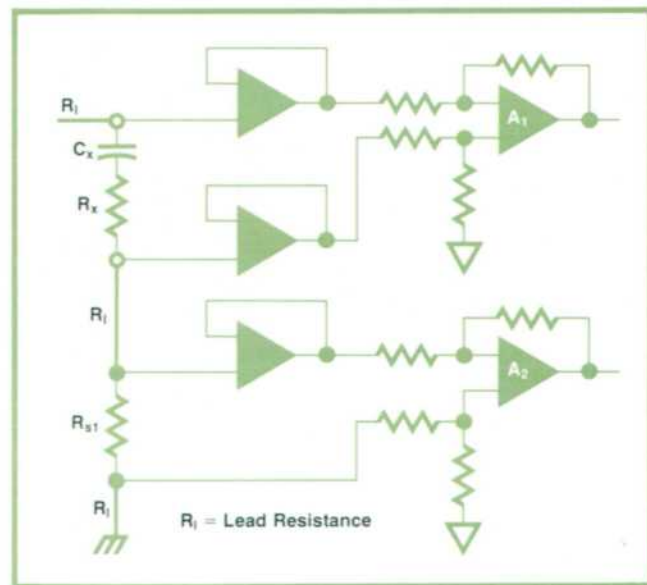 A₁
Rₗ
Cₓ
Rₓ
Rₗ
A₂
Rₛ₁
Rₗ
Rₗ = Lead Resistance